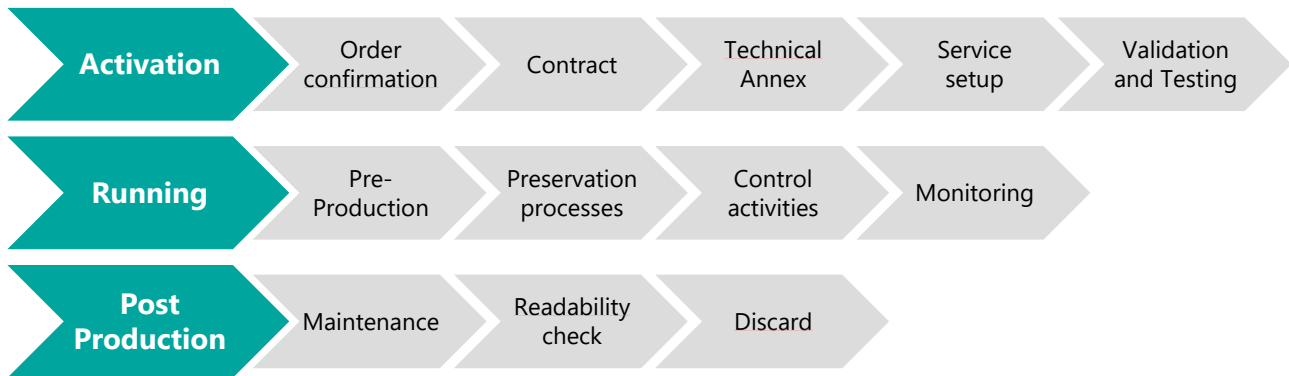 Activation
Order
confirmation
Contract
Technical
Annex
Service
setup
Validation
and Testing
Running
Pre-
Production
Preservation
processes
Control
activities
Monitoring
Post
Production
Maintenance
Readability
check
Discard